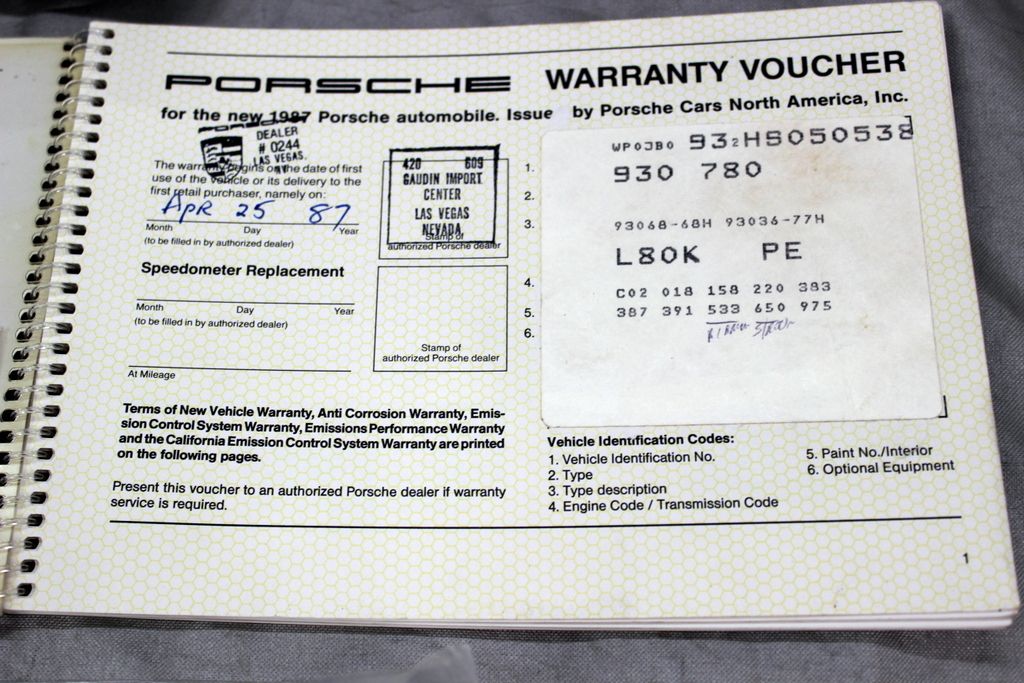 PORSCHE WARRANTY VOUCHER
for the new 1987 Porsche automobile. Issue by Porsche Cars North America, Inc.
DEALER
# 0244
LAS VEGAS,
NV
The warranty begins on the date of first
use of the vehicle or its delivery to the
first retail purchaser, namely on:
Apr 25 87
Month Day Year
(to be filled in by authorized dealer)
420 609
GAUDIN IMPORT
CENTER
LAS VEGAS
NEVADA
Stamp of
authorized Porsche dealer
Speedometer Replacement
Month Day Year
(to be filled in by authorized dealer)
At Mileage
Stamp of
authorized Porsche dealer
1.
2.
3.
4.
5.
6.
WP0JB0 932HS050538
930 780
93068-68H 93036-77H
L80K PE
C02 018 158 220 383
387 391 533 650 975
Terms of New Vehicle Warranty, Anti Corrosion Warranty, Emis-
sion Control System Warranty, Emissions Performance Warranty
and the California Emission Control System Warranty are printed
on the following pages.
Present this voucher to an authorized Porsche dealer if warranty
service is required.
Vehicle Identification Codes:
1. Vehicle Identification No.
2. Type
3. Type description
4. Engine Code / Transmission Code
5. Paint No./Interior
6. Optional Equipment
1